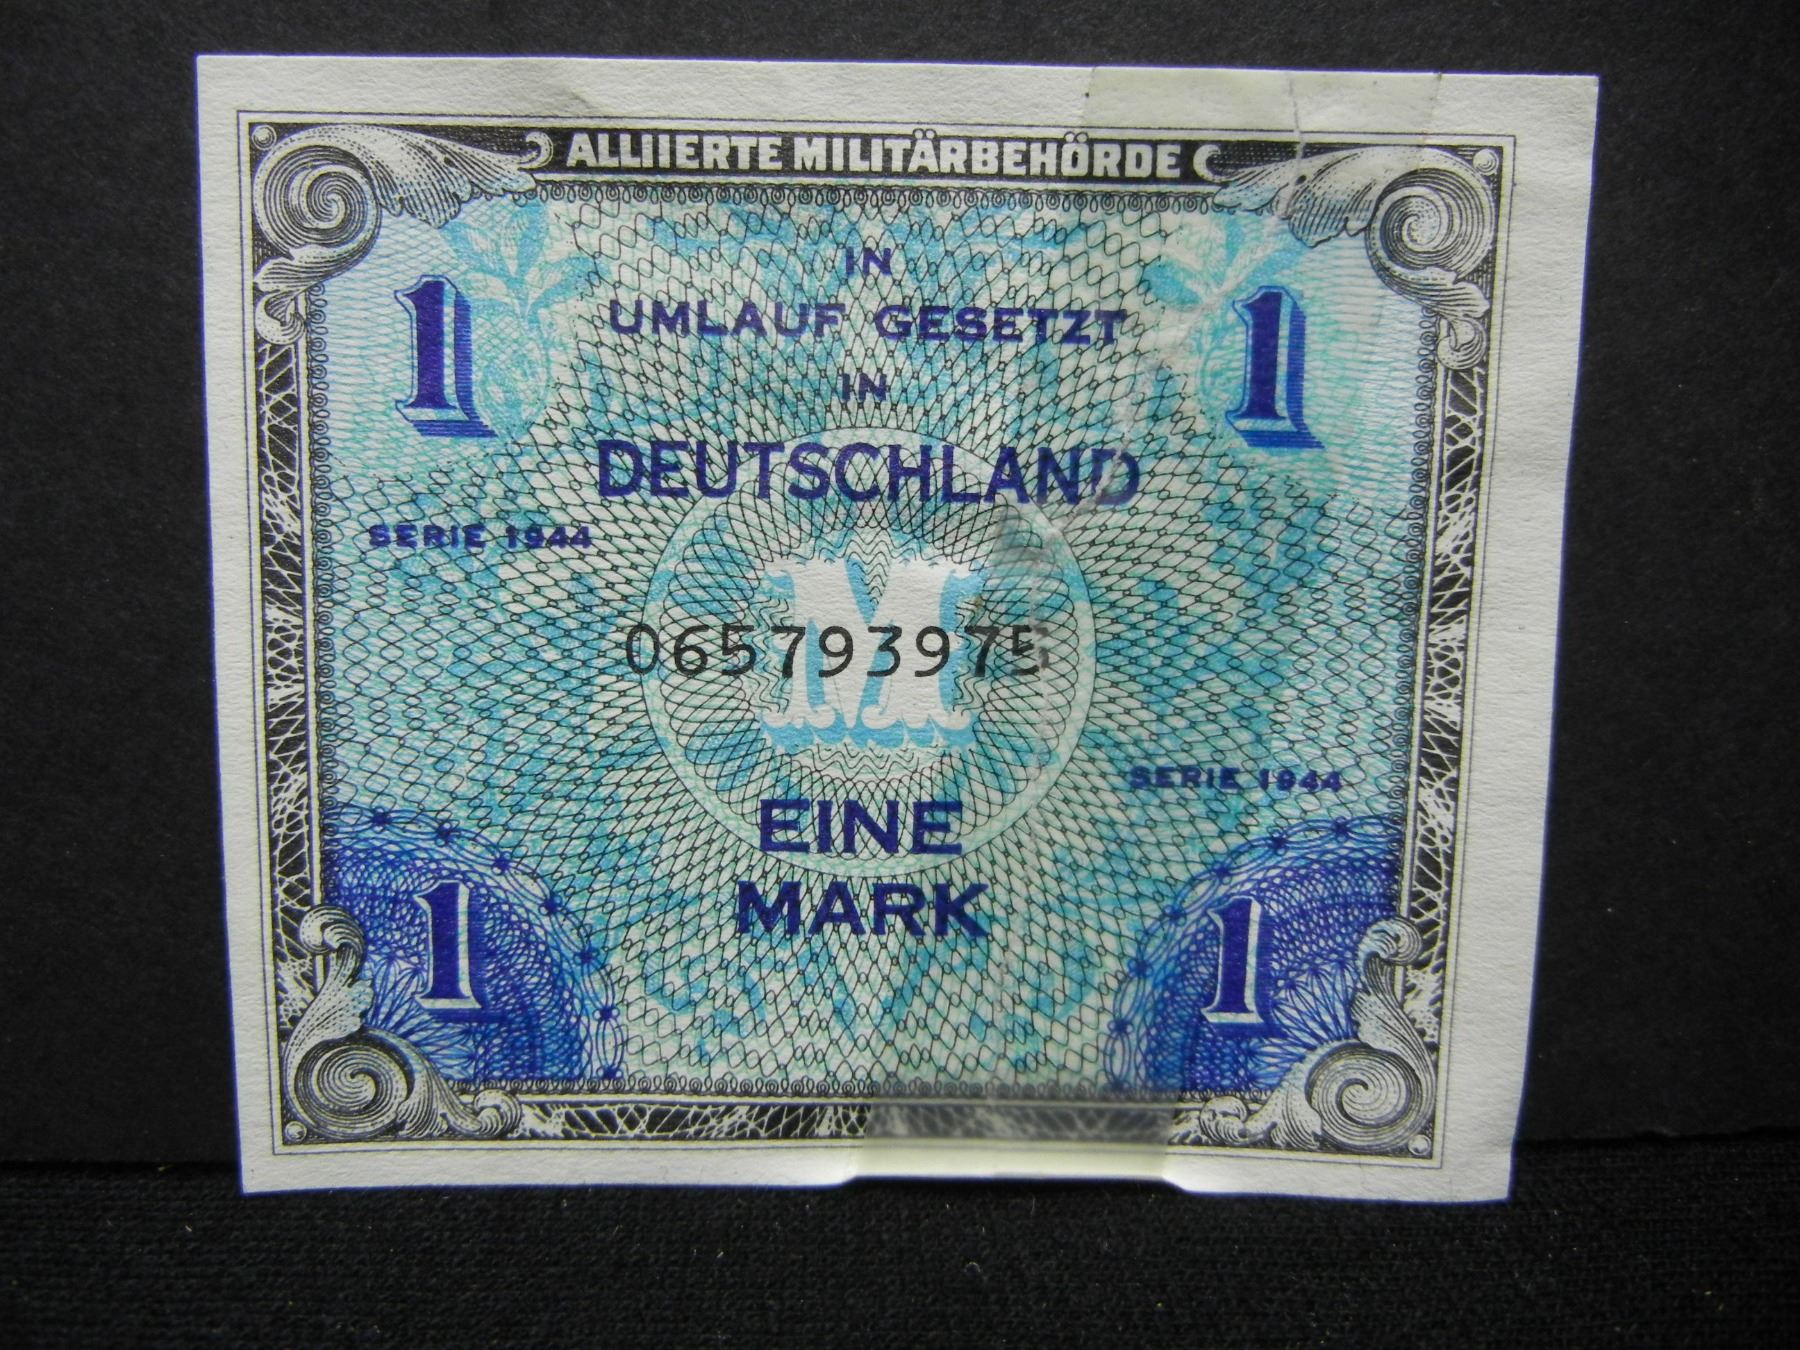 ALLIIERTE MILITÄRBEHÖRDE
IN
1 UMLAUF GESETZT 1
IN
DEUTSCHLAND
SERIE 1944
M
065793975
SERIE 1944
EINE
1 MARK 1